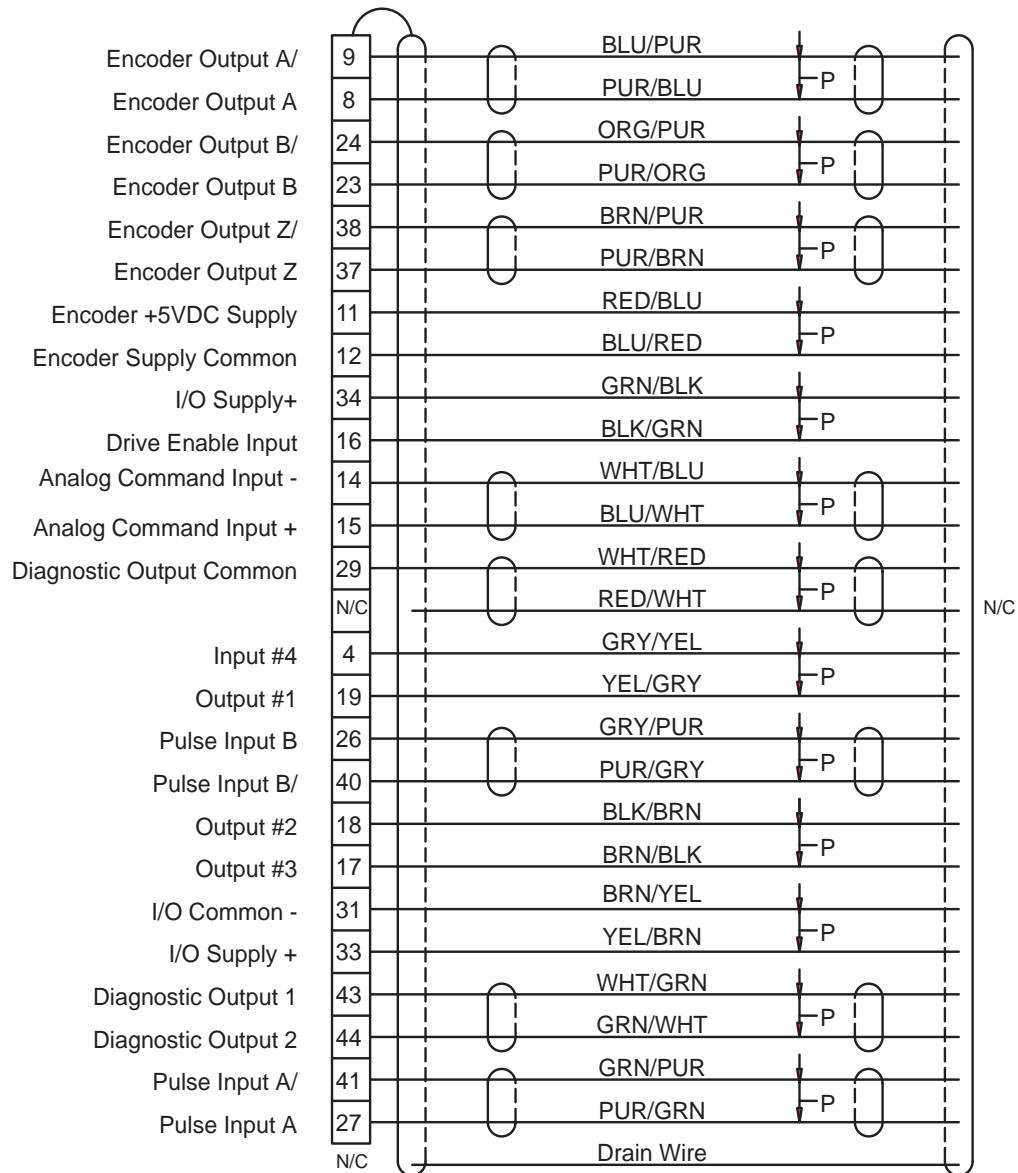 Encoder Output A/ 9 BLU/PUR
P
Encoder Output A 8 PUR/BLU
Encoder Output B/ 24 ORG/PUR
P
Encoder Output B 23 PUR/ORG
Encoder Output Z/ 38 BRN/PUR
P
Encoder Output Z 37 PUR/BRN
Encoder +5VDC Supply 11 RED/BLU
P
Encoder Supply Common 12 BLU/RED
I/O Supply+ 34 GRN/BLK
P
Drive Enable Input 16 BLK/GRN
Analog Command Input - 14 WHT/BLU
P
Analog Command Input + 15 BLU/WHT
Diagnostic Output Common 29 WHT/RED
P
N/C RED/WHT N/C
Input #4 4 GRY/YEL
P
Output #1 19 YEL/GRY
Pulse Input B 26 GRY/PUR
P
Pulse Input B/ 40 PUR/GRY
Output #2 18 BLK/BRN
P
Output #3 17 BRN/BLK
I/O Common - 31 BRN/YEL
P
I/O Supply + 33 YEL/BRN
Diagnostic Output 1 43 WHT/GRN
P
Diagnostic Output 2 44 GRN/WHT
Pulse Input A/ 41 GRN/PUR
P
Pulse Input A 27 PUR/GRN
N/C Drain Wire